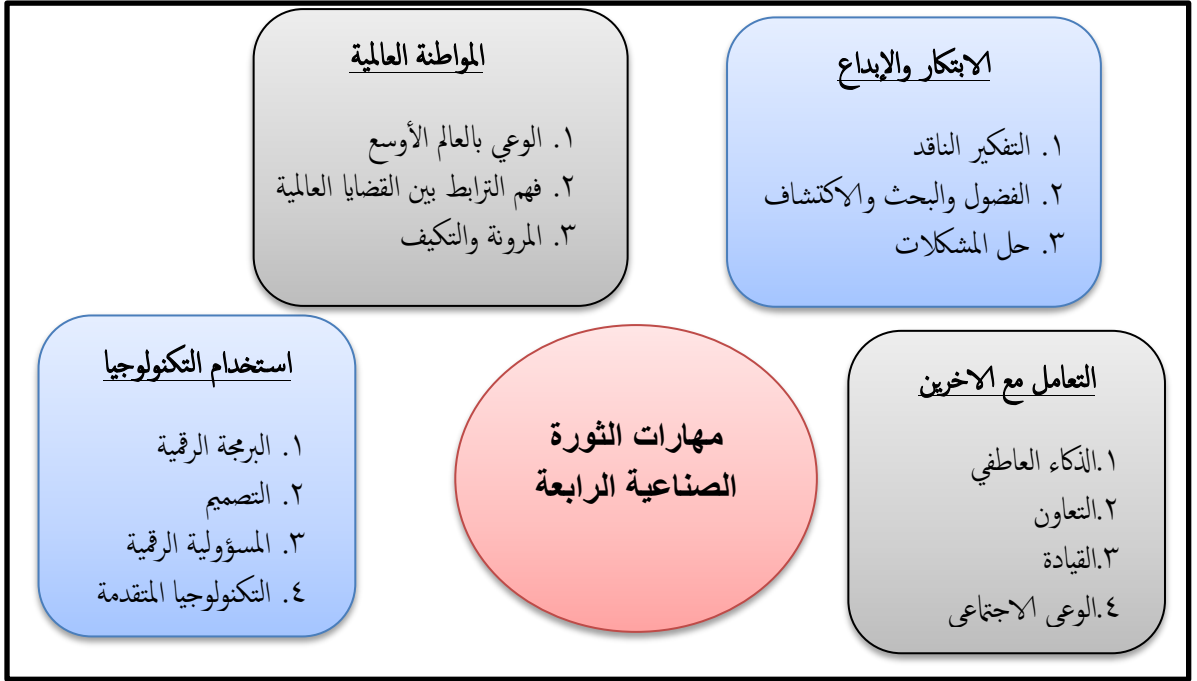 الابتكار والإبداع
١. التفكير الناقد
٢. الفضول والبحث والاكتشاف
٣. حل المشكلات
المواطنة العالمية
١. الوعي بالعالم الأوسع
٢. فهم الترابط بين القضايا العالمية
٣. المرونة والتكيف
التعامل مع الاخرين
١.الذكاء العاطفي
٢.التعاون
٣.القيادة
٤.الوعى الاجتماعى
مهارات الثورة
الصناعية الرابعة
استخدام التكنولوجيا
١. البرمجة الرقمية
٢. التصميم
٣. المسؤولية الرقمية
٤. التكنولوجيا المتقدمة